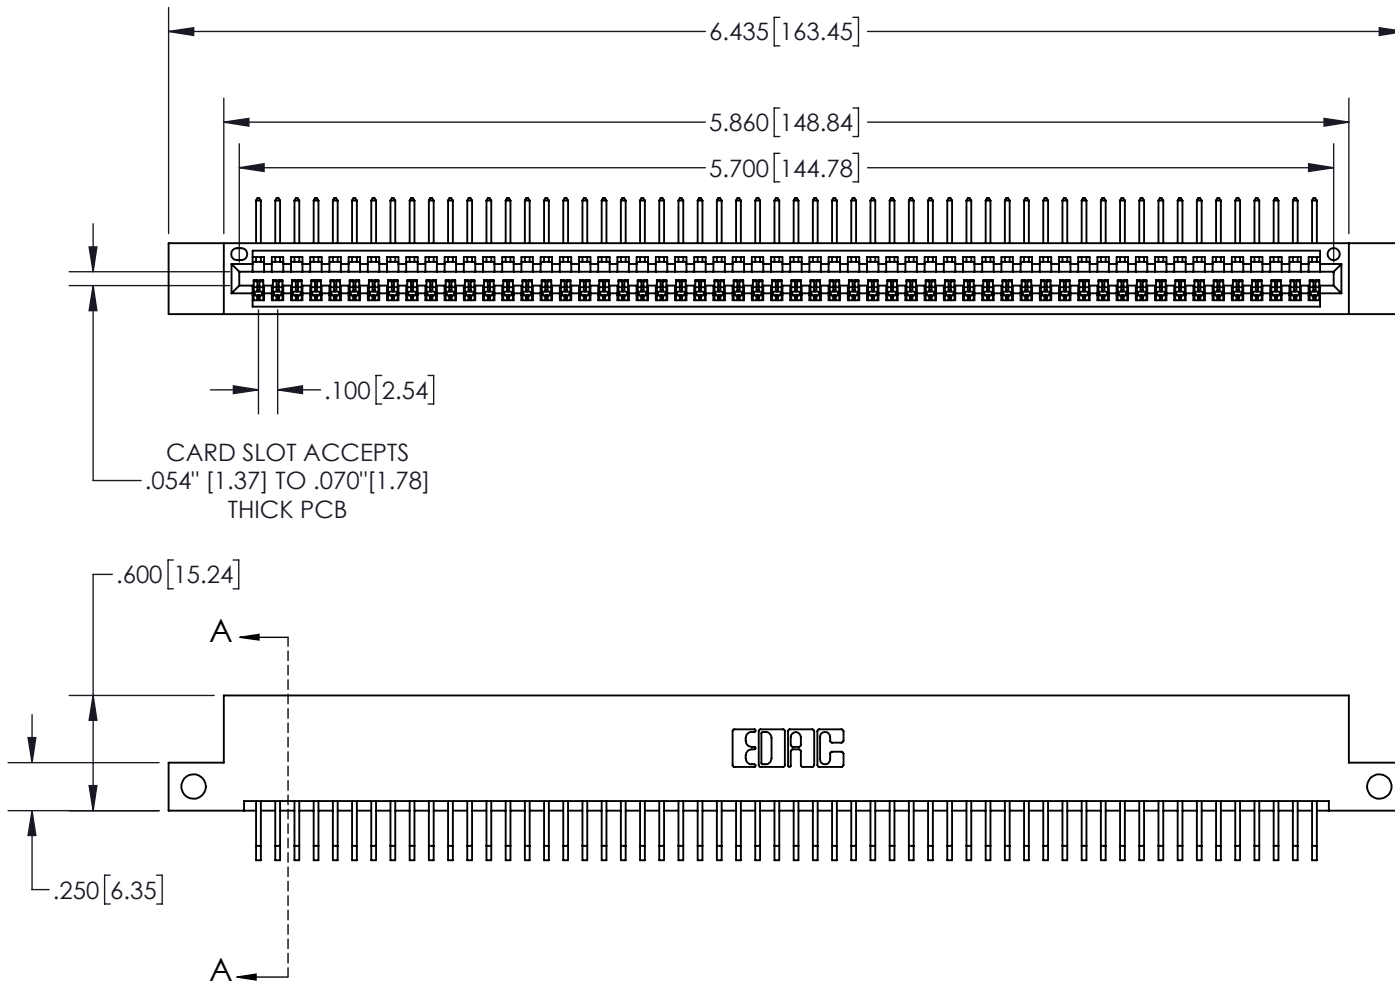 6.435[163.45]
5.860[148.84]
5.700[144.78]
.100[2.54]
CARD SLOT ACCEPTS
.054" [1.37] TO .070"[1.78]
THICK PCB
.600[15.24]
A
EDAC
.250[6.35]
A